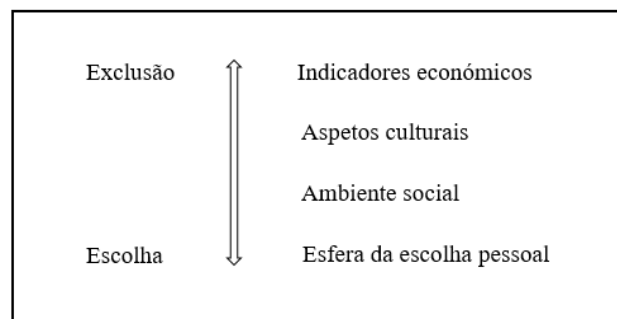 Exclusão Indicadores económicos
Aspetos culturais
Ambiente social
Escolha Esfera da escolha pessoal